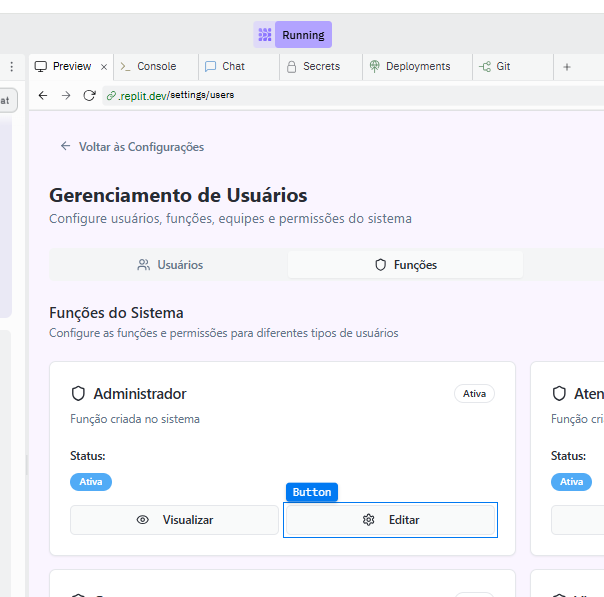 Running
Preview × Console Chat Secrets Deployments Git +
at
.replit.dev/settings/users
Voltar às Configurações
Gerenciamento de Usuários
Configure usuários, funções, equipes e permissões do sistema
Usuários Funções
Funções do Sistema
Configure as funções e permissões para diferentes tipos de usuários
Administrador Ativa
Função criada no sistema
Status:
Ativa
Button
Visualizar Editar
Aten
Função cri
Status:
Ativa